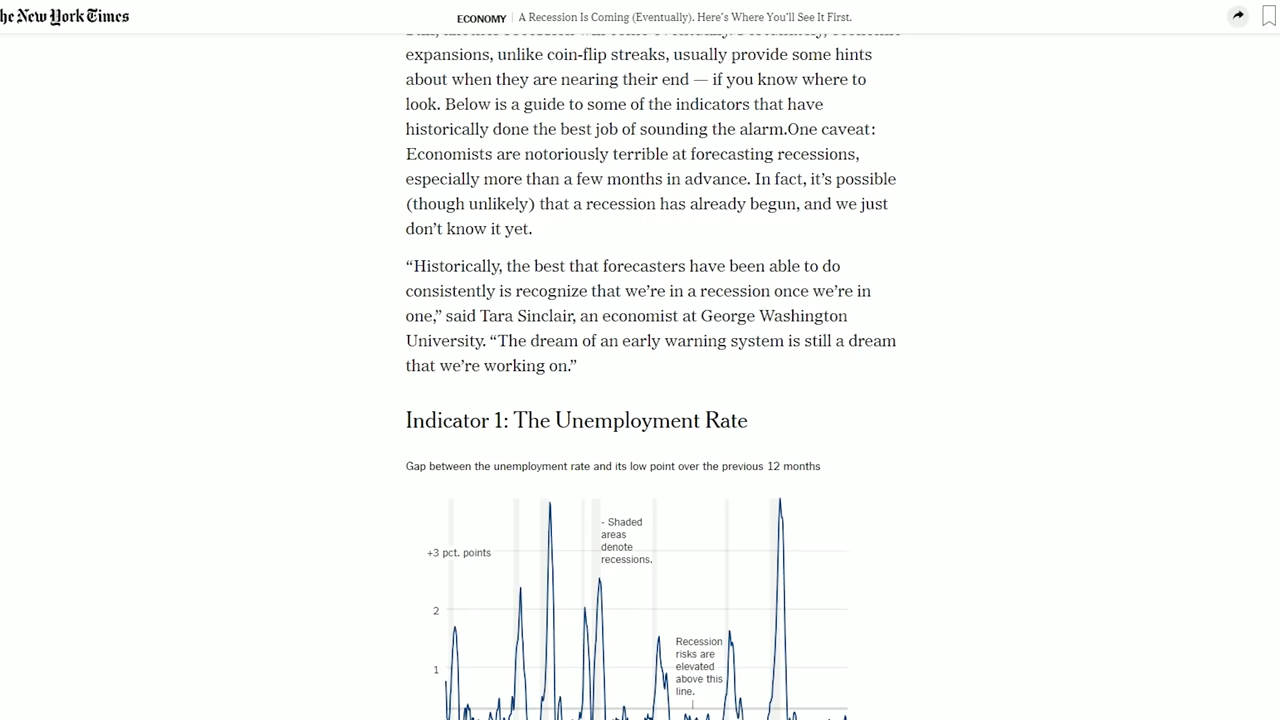 he New York Times
ECONOMY | A Recession Is Coming (Eventually). Here's Where You'll See It First.
expansions, unlike coin-flip streaks, usually provide some hints
about when they are nearing their end — if you know where to
look. Below is a guide to some of the indicators that have
historically done the best job of sounding the alarm.One caveat:
Economists are notoriously terrible at forecasting recessions,
especially more than a few months in advance. In fact, it's possible
(though unlikely) that a recession has already begun, and we just
don't know it yet.
“Historically, the best that forecasters have been able to do
consistently is recognize that we're in a recession once we're in
one,” said Tara Sinclair, an economist at George Washington
University. “The dream of an early warning system is still a dream
that we're working on.”
Indicator 1: The Unemployment Rate
Gap between the unemployment rate and its low point over the previous 12 months
- Shaded
areas
denote
recessions.
+3 pct. points
2
Recession
risks are
elevated
above this
line.
1